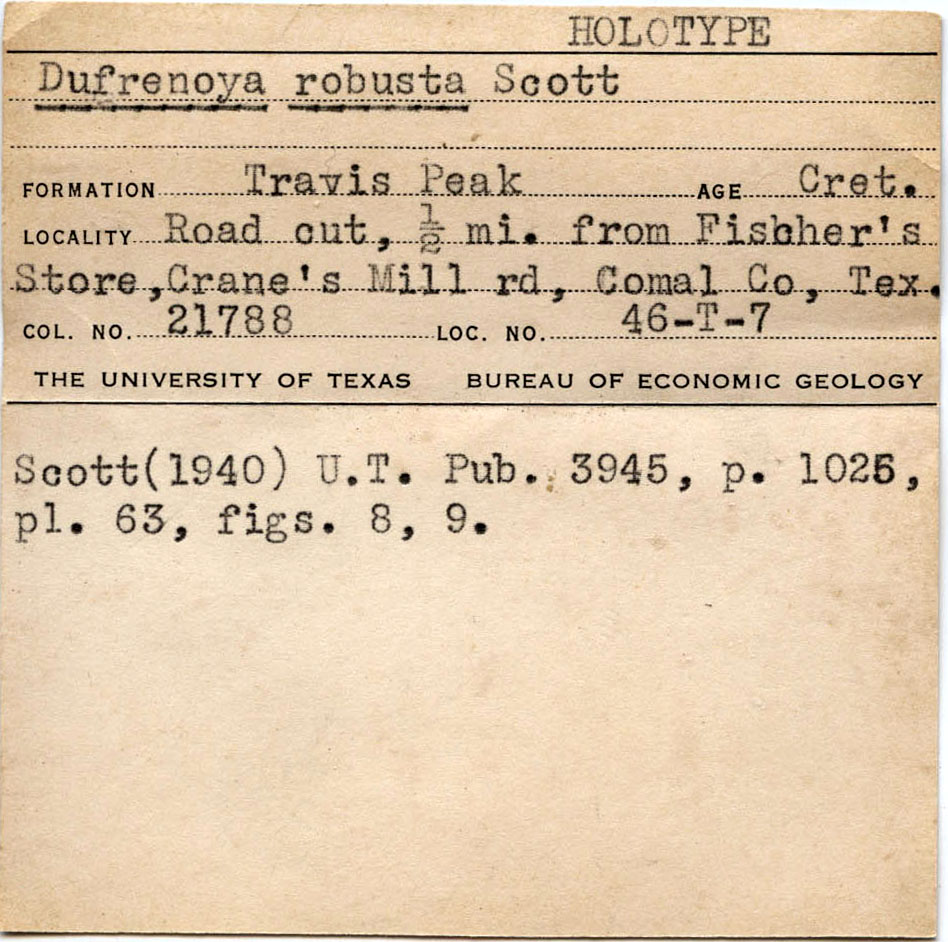 HOLOTYPE
Dufrenoya robusta Scott
FORMATION Travis Peak AGE Cret.
LOCALITY Road cut, ½ mi. from Fischer's
Store, Crane's Mill rd, Comal Co, Tex.
COL. NO. 21788 LOC. NO. 46-T-7
THE UNIVERSITY OF TEXAS BUREAU OF ECONOMIC GEOLOGY
Scott(1940) U.T. Pub. 3945, p. 1025,
pl. 63, figs. 8, 9.